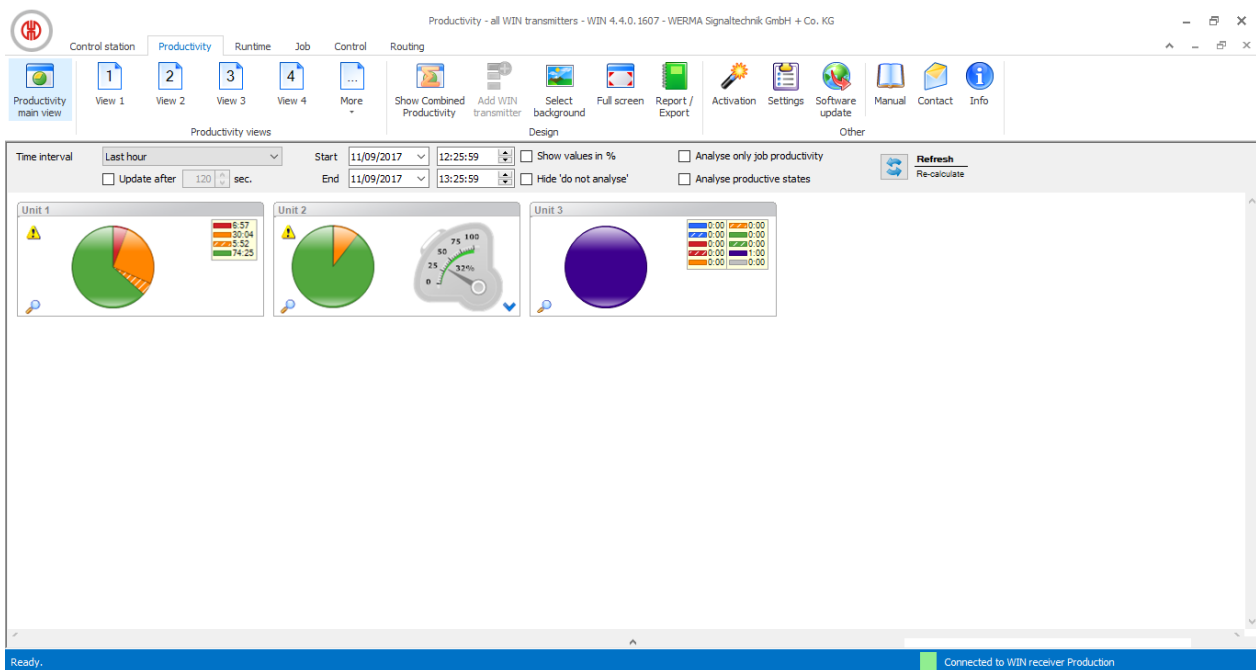 Productivity - all WIN transmitters - WIN 4.4.0.1607 - WERMA Signaltechnik GmbH + Co. KG
Control station Productivity Runtime Job Control Routing
1 2 3 4 ...
Productivity main view View 1 View 2 View 3 View 4 More Show Combined Productivity Add WIN transmitter Select background Full screen Report / Export Activation Settings Software update Manual Contact Info
Productivity views Design Other
Time interval Last hour Start 11/09/2017 12:25:59 Show values in % Analyse only job productivity Refresh
Update after 120 sec. End 11/09/2017 13:25:59 Hide 'do not analyse' Analyse productive states Re-calculate
Unit 1 Unit 2 Unit 3
6:57
30:04
5:52
74:25
0 25 50 75 100
32%
0:00 0:00
0:00 0:00
0:00 0:00
0:00 1:00
0:00 0:00
Ready. Connected to WIN receiver Production